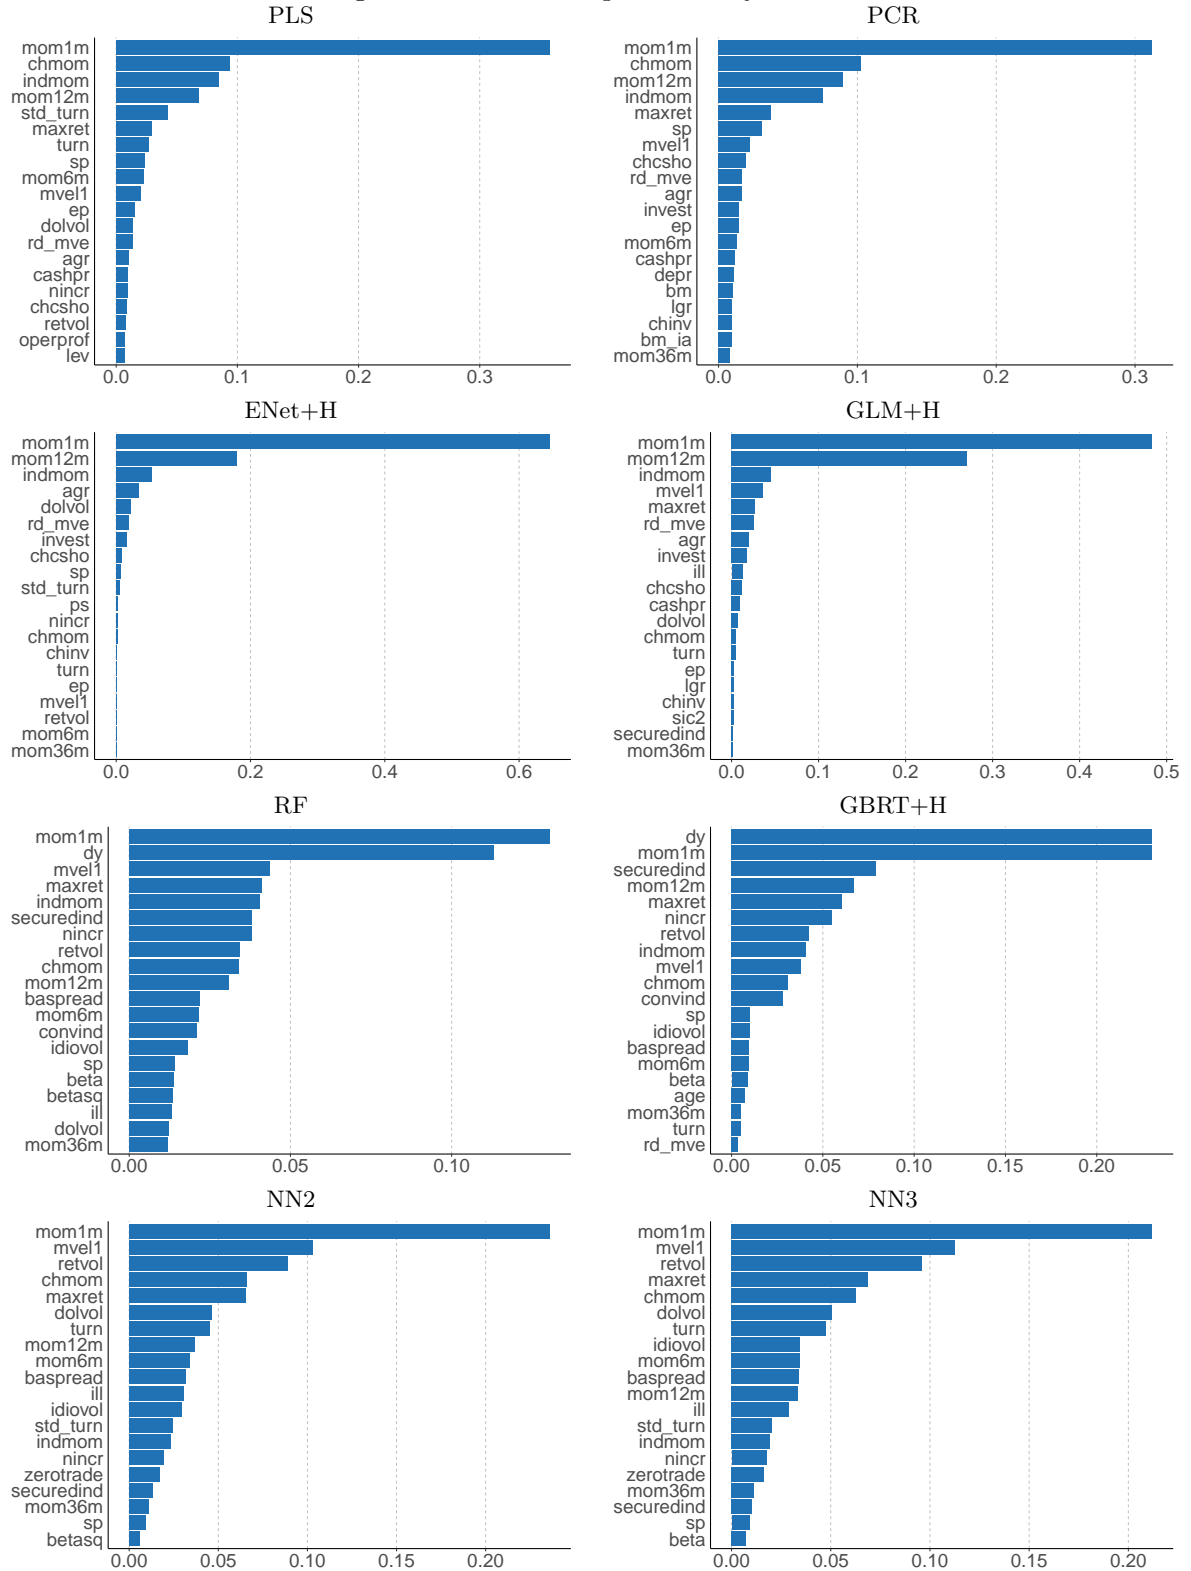 PLS
mom1m
chmom
indmom
mom12m
std_turn
maxret
turn
sp
mom6m
mvel1
ep
dolvol
rd_mve
agr
cashpr
nincr
chcsho
retvol
operprof
lev
0.0 0.1 0.2 0.3
PCR
mom1m
chmom
mom12m
indmom
maxret
sp
mvel1
chcsho
rd_mve
agr
invest
ep
mom6m
cashpr
depr
bm
lgr
chinv
bm_ia
mom36m
0.0 0.1 0.2 0.3
ENet+H
mom1m
mom12m
indmom
agr
dolvol
rd_mve
invest
chcsho
sp
std_turn
ps
nincr
chmom
chinv
turn
ep
mvel1
retvol
mom6m
mom36m
0.0 0.2 0.4 0.6
GLM+H
mom1m
mom12m
indmom
mvel1
maxret
rd_mve
agr
invest
ill
chcsho
cashpr
dolvol
chmom
turn
ep
lgr
chinv
sic2
securedind
mom36m
0.0 0.1 0.2 0.3 0.4 0.5
RF
mom1m
dy
mvel1
maxret
indmom
securedind
nincr
retvol
chmom
mom12m
baspread
mom6m
convind
idiovol
sp
beta
betasq
ill
dolvol
mom36m
0.00 0.05 0.10
GBRT+H
dy
mom1m
securedind
mom12m
maxret
nincr
retvol
indmom
mvel1
chmom
convind
sp
idiovol
baspread
mom6m
beta
age
mom36m
turn
rd_mve
0.00 0.05 0.10 0.15 0.20
NN2
mom1m
mvel1
retvol
chmom
maxret
dolvol
turn
mom12m
mom6m
baspread
ill
idiovol
std_turn
indmom
nincr
zerotrade
securedind
mom36m
sp
betasq
0.00 0.05 0.10 0.15 0.20
NN3
mom1m
mvel1
retvol
maxret
chmom
dolvol
turn
idiovol
mom6m
baspread
mom12m
ill
std_turn
indmom
nincr
zerotrade
mom36m
securedind
sp
beta
0.00 0.05 0.10 0.15 0.20